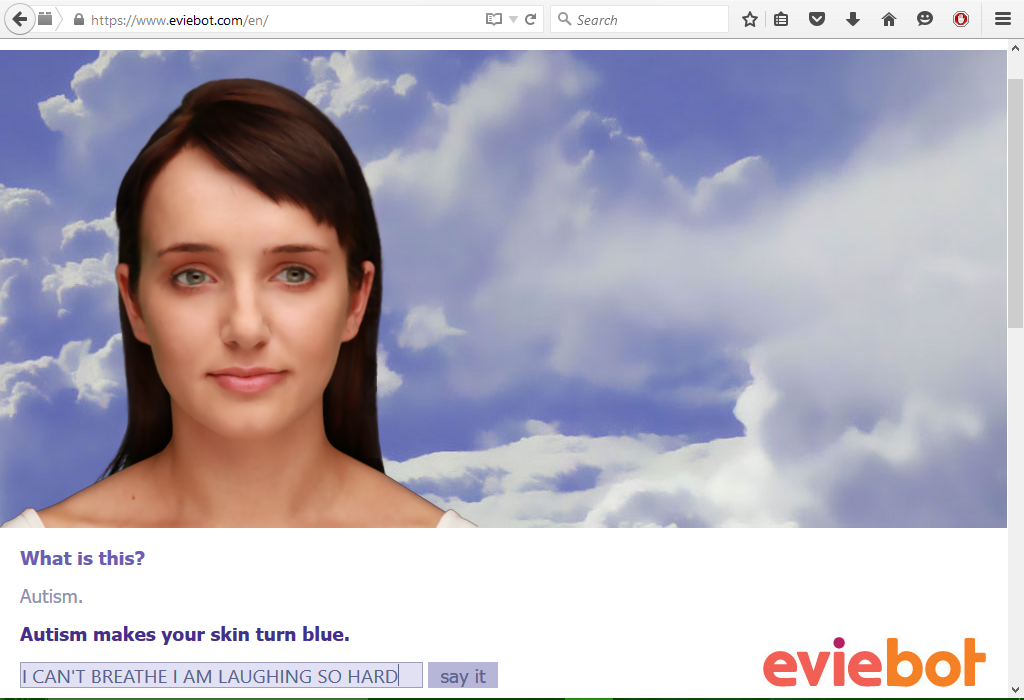 https://www.eviebot.com/en/
Search
What is this?
Autism.
Autism makes your skin turn blue.
I CAN'T BREATHE I AM LAUGHING SO HARD
say it
eviebot